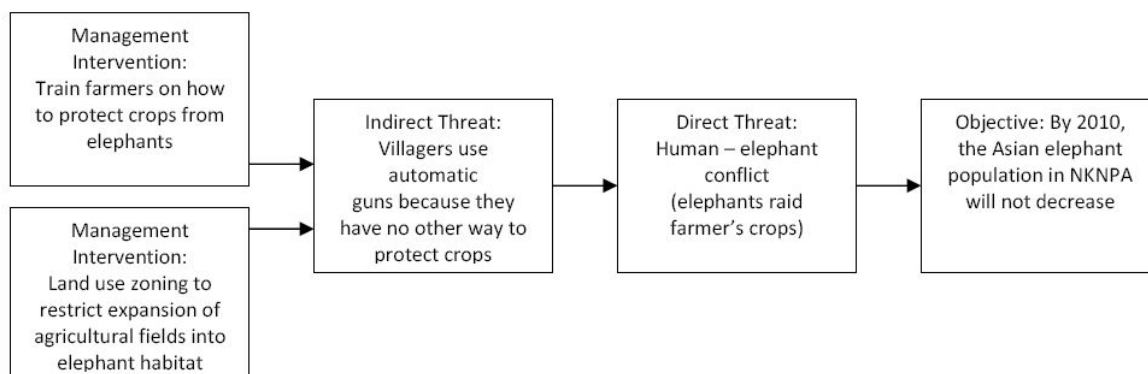 Management
Intervention:
Train farmers on how
to protect crops from
elephants
Management
Intervention:
Land use zoning to
restrict expansion of
agricultural fields into
elephant habitat
Indirect Threat:
Villagers use
automatic
guns because they
have no other way to
protect crops
Direct Threat:
Human – elephant
conflict
(elephants raid
farmer’s crops)
Objective: By 2010,
the Asian elephant
population in NKNPA
will not decrease